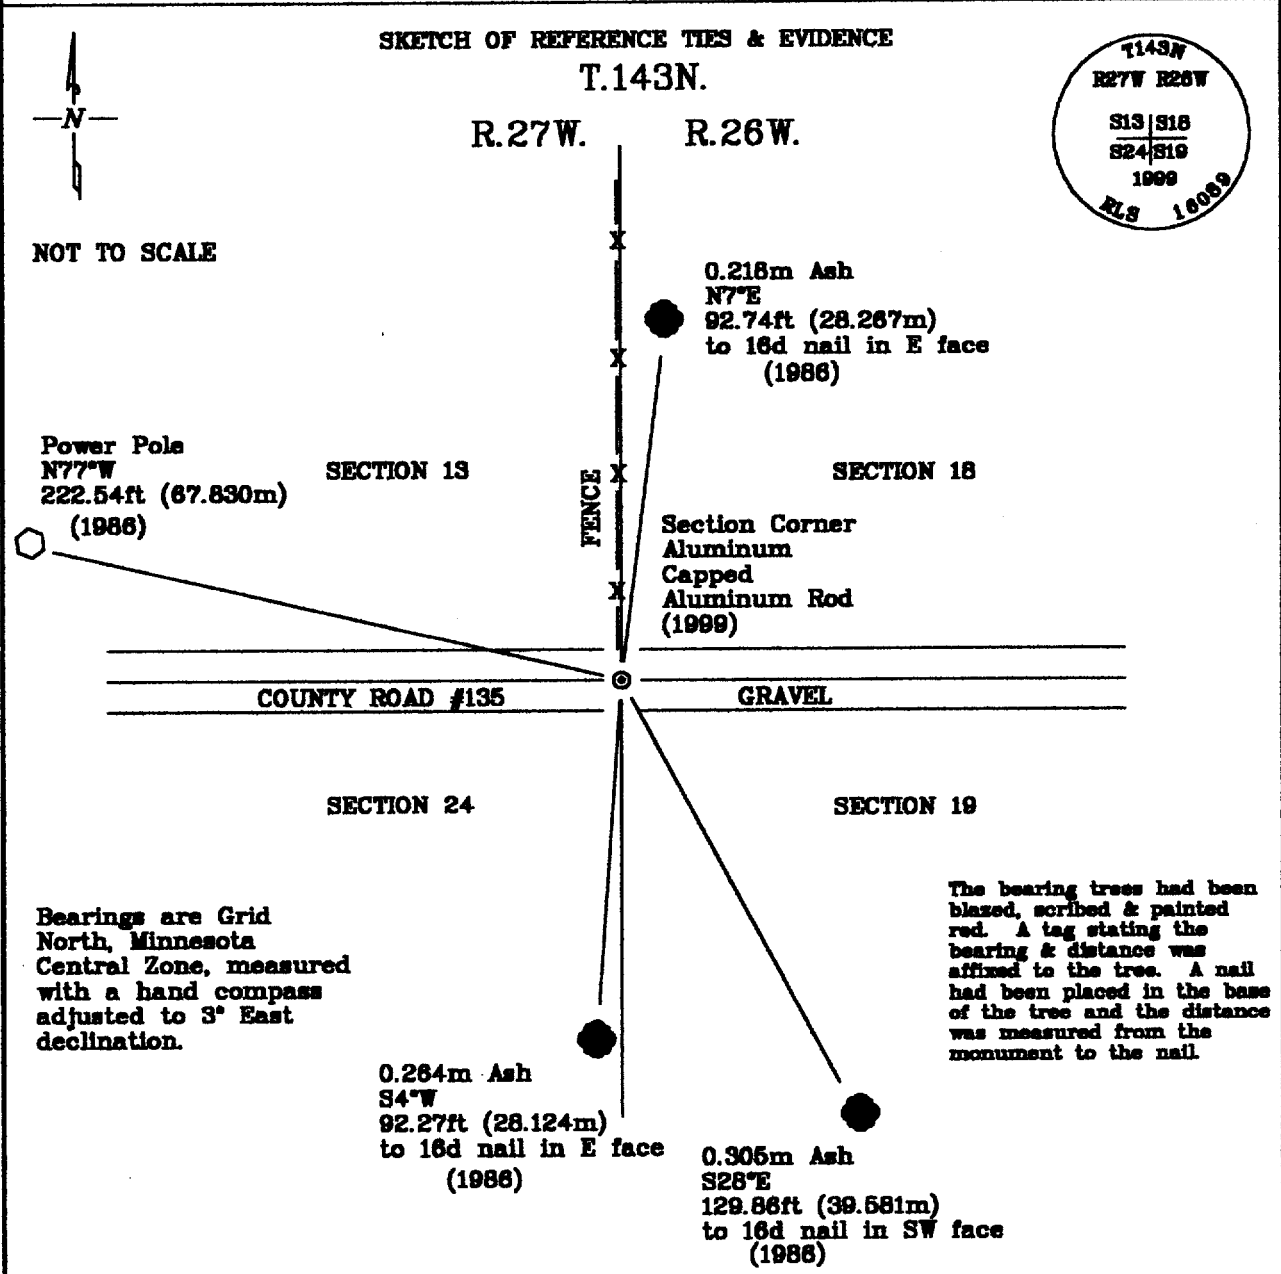 SKETCH OF REFERENCE TIES & EVIDENCE
T.143N.
R.27W. R.26W.
N
NOT TO SCALE
T143N
R27W R26W
S13 S18
S24 S19
1999
RLS 16089
0.218m Ash
N7°E
92.74ft (28.267m)
to 16d nail in E face
(1986)
Power Pole
N77°W
222.54ft (67.830m)
(1986)
SECTION 13
SECTION 18
FENCE
X
X
X
X
Section Corner
Aluminum
Capped
Aluminum Rod
(1999)
COUNTY ROAD #135 GRAVEL
SECTION 24
SECTION 19
Bearings are Grid
North, Minnesota
Central Zone, measured
with a hand compass
adjusted to 3° East
declination.
The bearing trees had been
blazed, scribed & painted
red. A tag stating the
bearing & distance was
affixed to the tree. A nail
had been placed in the base
of the tree and the distance
was measured from the
monument to the nail
0.264m Ash
S4°W
92.27ft (28.124m)
to 16d nail in E face
(1986)
0.305m Ash
S28°E
129.86ft (39.581m)
to 16d nail in SW face
(1986)